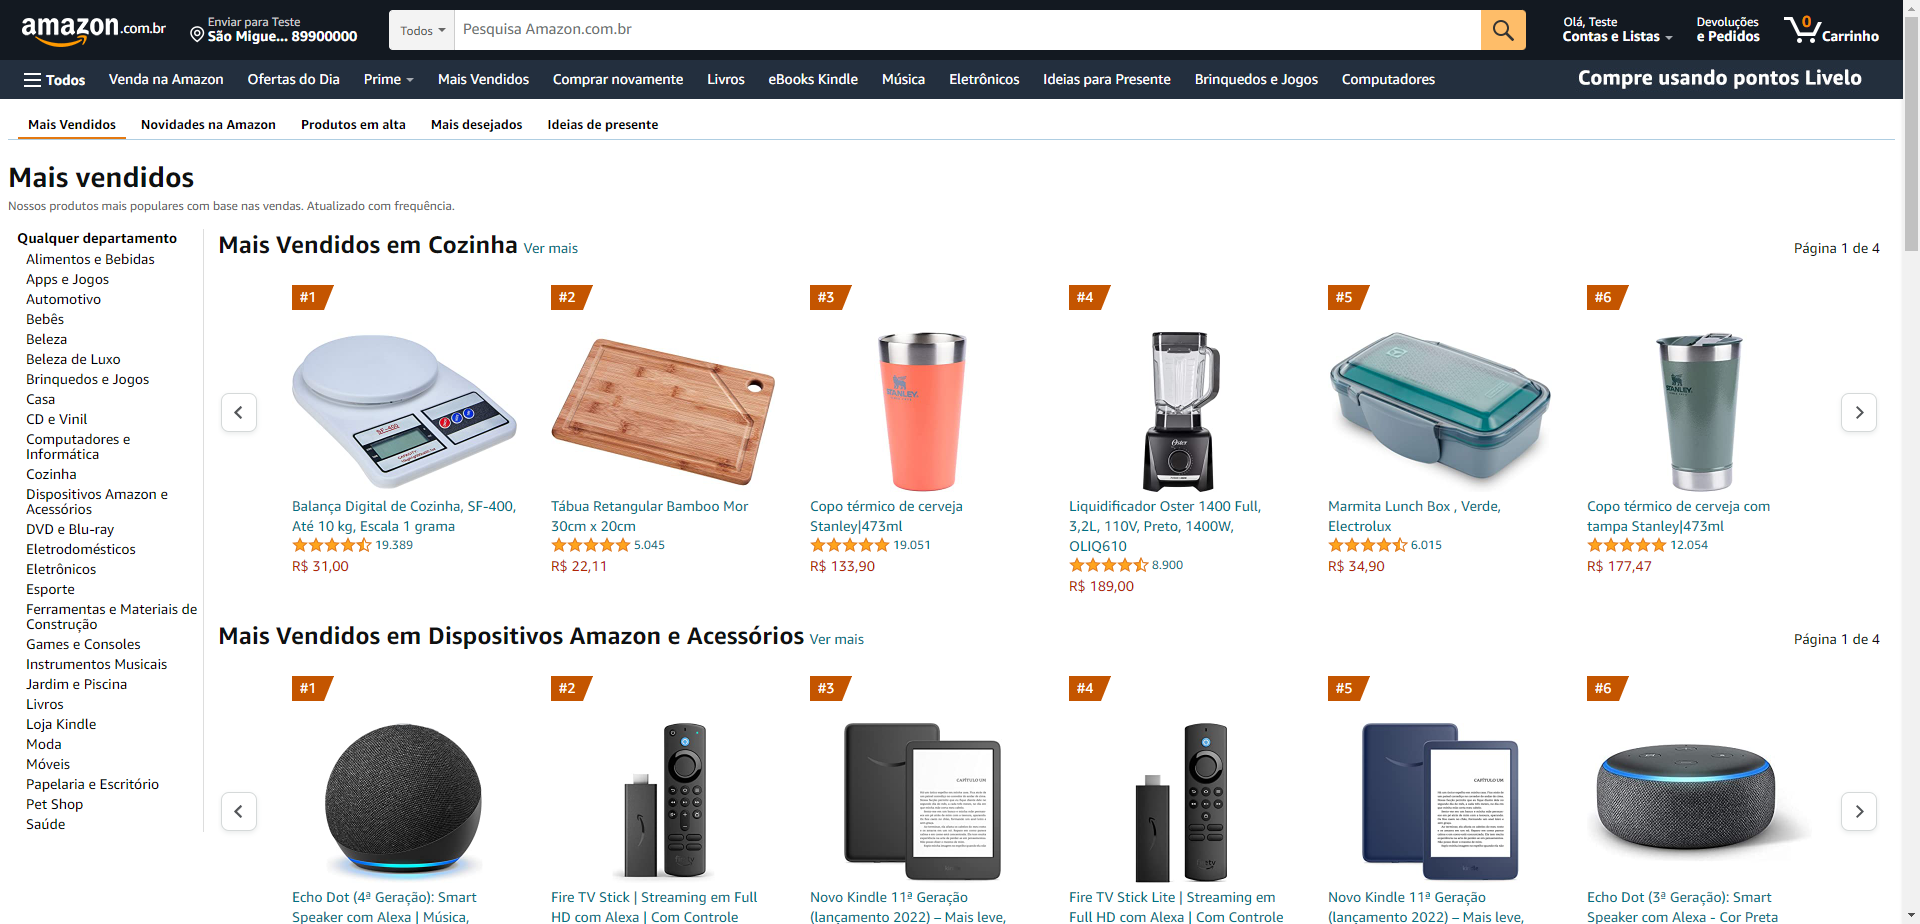 amazon.com.br
Enviar para Teste
São Migue... 89900000
Todos
Pesquisa Amazon.com.br
Olá, Teste
Contas e Listas
Devoluções
e Pedidos
0
Carrinho
Todos
Venda na Amazon
Ofertas do Dia
Prime
Mais Vendidos
Comprar novamente
Livros
eBooks Kindle
Música
Eletrônicos
Ideias para Presente
Brinquedos e Jogos
Computadores
Compre usando pontos Livelo
Mais Vendidos
Novidades na Amazon
Produtos em alta
Mais desejados
Ideias de presente
Mais vendidos
Nossos produtos mais populares com base nas vendas. Atualizado com frequência.
Qualquer departamento
Alimentos e Bebidas
Apps e Jogos
Automotivo
Bebês
Beleza
Beleza de Luxo
Brinquedos e Jogos
Casa
CD e Vinil
Computadores e
Informática
Cozinha
Dispositivos Amazon e
Acessórios
DVD e Blu-ray
Eletrodomésticos
Eletrônicos
Esporte
Ferramentas e Materiais de
Construção
Games e Consoles
Instrumentos Musicais
Jardim e Piscina
Livros
Loja Kindle
Moda
Móveis
Papelaria e Escritório
Pet Shop
Saúde
Mais Vendidos em Cozinha Ver mais
Página 1 de 4
#1
SF-400
Balança Digital de Cozinha, SF-400,
Até 10 kg, Escala 1 grama
19.389
R$ 31,00
#2
Tábua Retangular Bamboo Mor
30cm x 20cm
5.045
R$ 22,11
#3
STANLEY
Copo térmico de cerveja
Stanley|473ml
19.051
R$ 133,90
#4
Oster
Liquidificador Oster 1400 Full,
3,2L, 110V, Preto, 1400W,
OLIQ610
8.900
R$ 189,00
#5
Marmita Lunch Box , Verde,
Electrolux
6.015
R$ 34,90
#6
STANLEY
Copo térmico de cerveja com
tampa Stanley|473ml
12.054
R$ 177,47
Mais Vendidos em Dispositivos Amazon e Acessórios Ver mais
Página 1 de 4
#1
Echo Dot (4ª Geração): Smart
Speaker com Alexa | Música,
#2
Fire TV Stick | Streaming em Full
HD com Alexa | Com Controle
#3
CAPÍTULO UM
Novo Kindle 11ª Geração
(lançamento 2022) – Mais leve,
#4
Fire TV Stick Lite | Streaming em
Full HD com Alexa | Com Controle
#5
CAPÍTULO UM
Novo Kindle 11ª Geração
(lançamento 2022) – Mais leve,
#6
Echo Dot (3ª Geração): Smart
Speaker com Alexa - Cor Preta